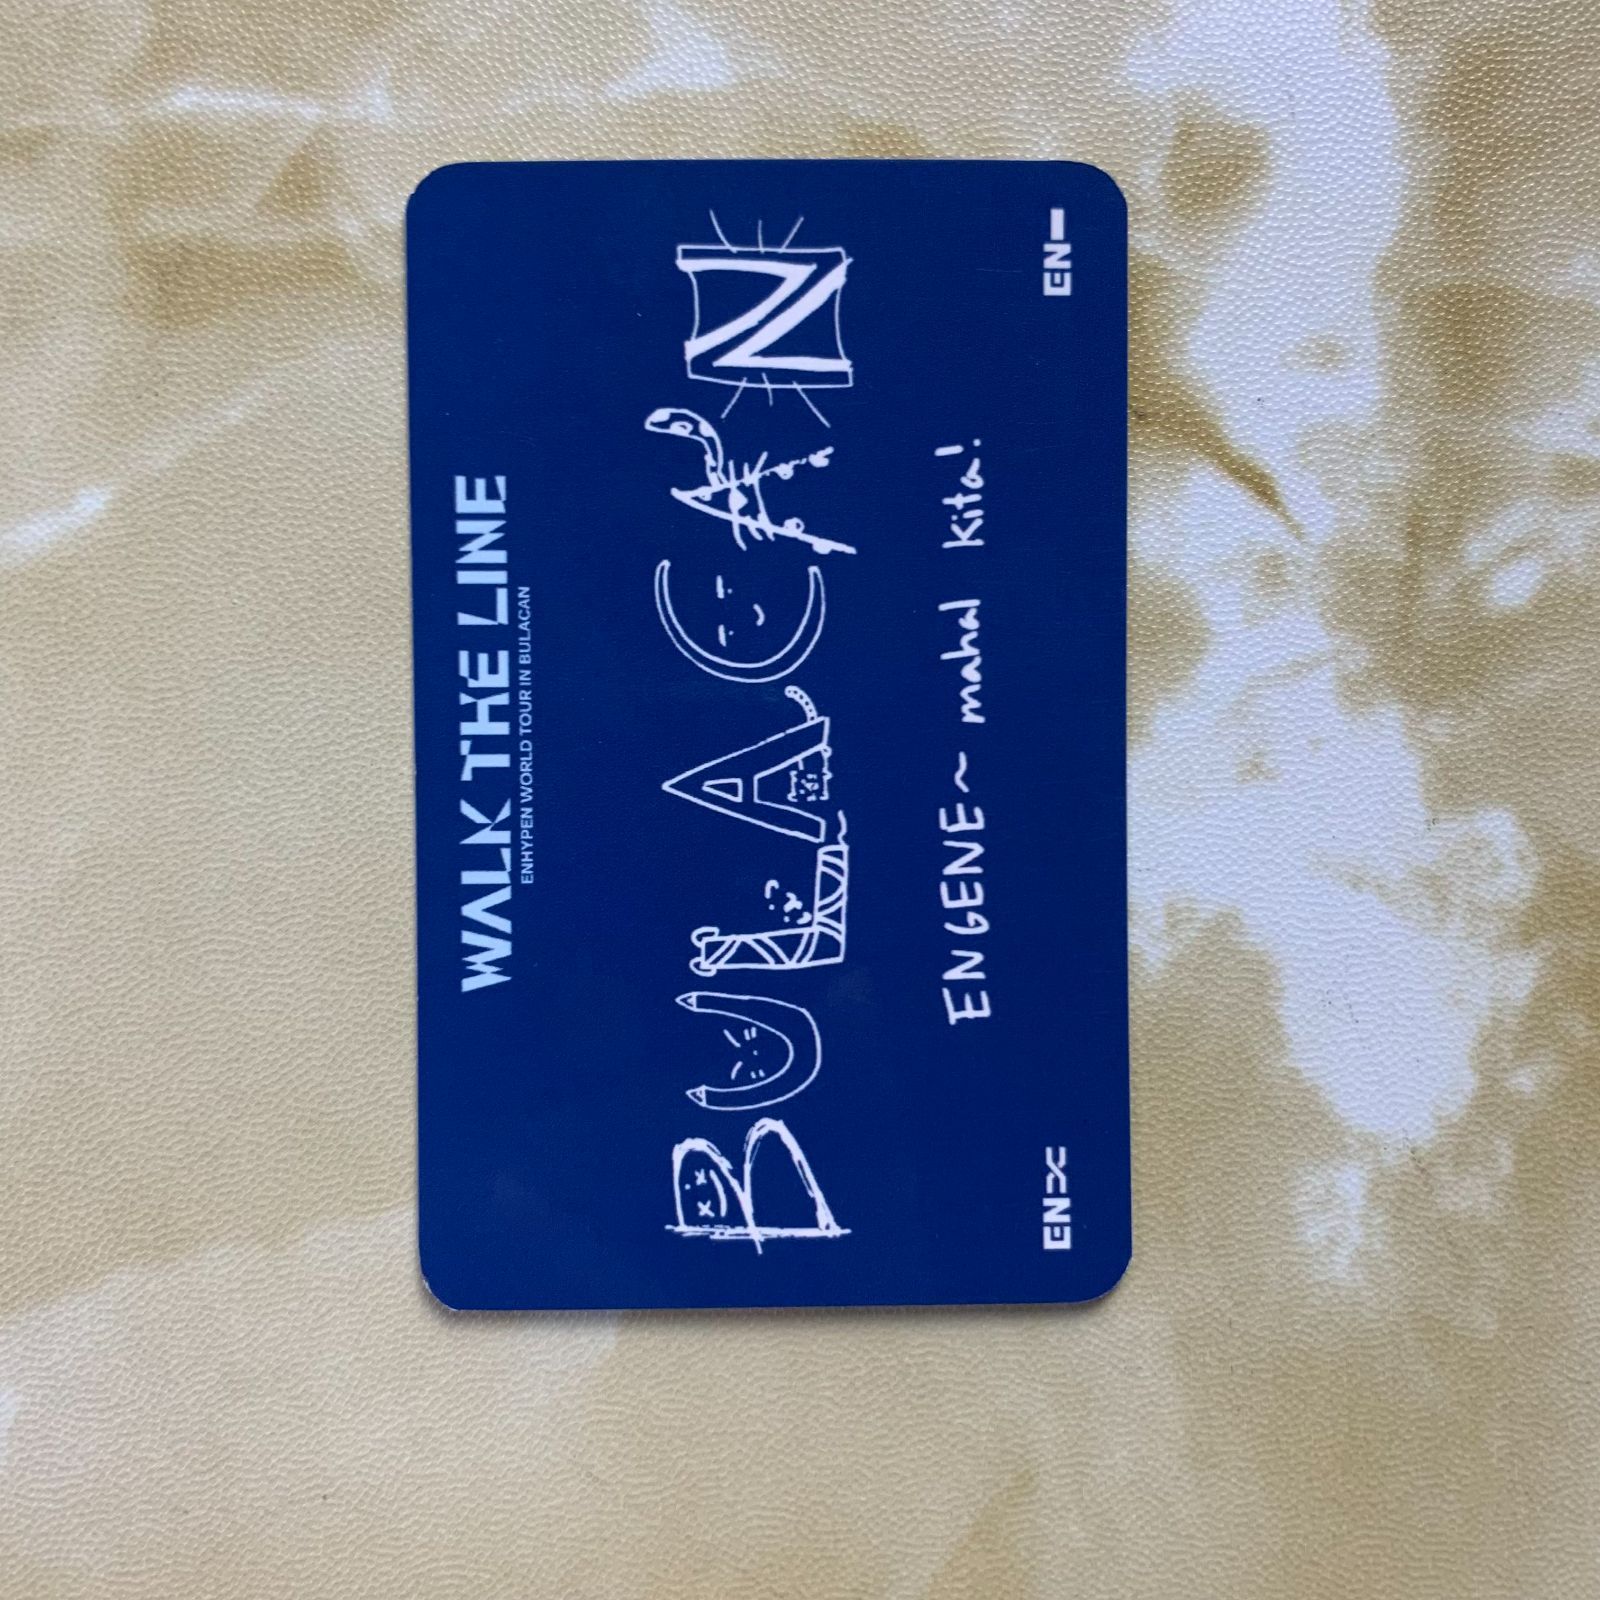 WALK THE LINE
ENHYPEN WORLD TOUR IN BULACAN
BULACAN
ENGENE~ mahal kita!
EN
EN-